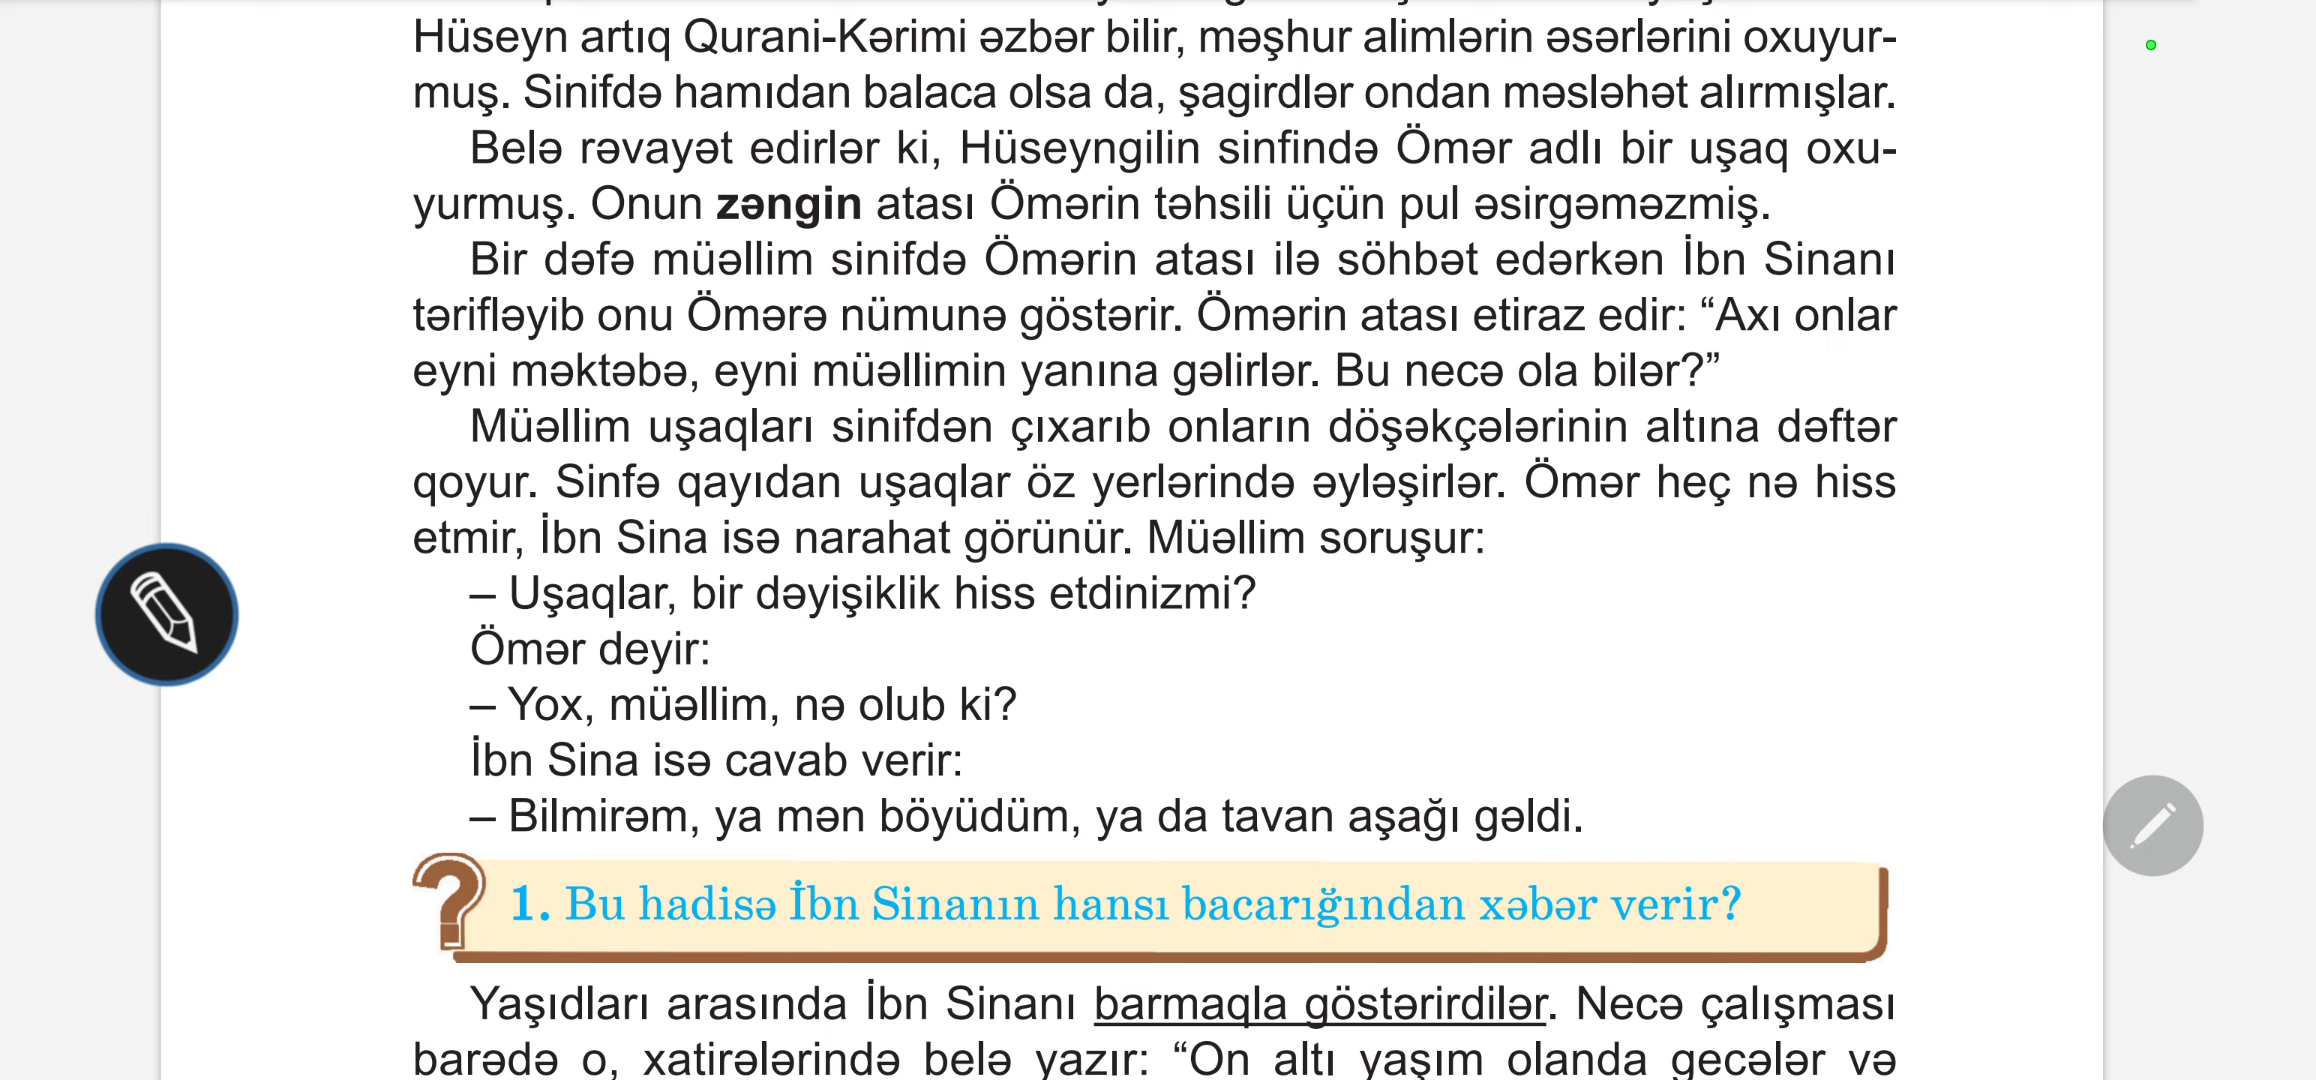 Hüseyn artıq Qurani-Kərimi əzbər bilir, məşhur alimlərin əsərlərini oxuyur-
muş. Sinifdə hamıdan balaca olsa da, şagirdlər ondan məsləhət alırmışlar.
Belə rəvayət edirlər ki, Hüseyngilin sinfində Ömər adlı bir uşaq oxu-
yurmuş. Onun zəngin atası Ömərin təhsili üçün pul əsirgəməzmiş.
Bir dəfə müəllim sinifdə Ömərin atası ilə söhbət edərkən İbn Sinanı
tərifləyib onu Ömərə nümunə göstərir. Ömərin atası etiraz edir: “Axı onlar
eyni məktəbə, eyni müəllimin yanına gəlirlər. Bu necə ola bilər?”
Müəllim uşaqları sinifdən çıxarıb onların döşəkçələrinin altına dəftər
qoyur. Sinfə qayıdan uşaqlar öz yerlərində əyləşirlər. Ömər heç nə hiss
etmir, İbn Sina isə narahat görünür. Müəllim soruşur:
– Uşaqlar, bir dəyişiklik hiss etdinizmi?
Ömər deyir:
– Yox, müəllim, nə olub ki?
İbn Sina isə cavab verir:
– Bilmirəm, ya mən böyüdüm, ya da tavan aşağı gəldi.
1. Bu hadisə İbn Sinanın hansı bacarığından xəbər verir?
Yaşıdları arasında İbn Sinanı barmaqla göstərirdilər. Necə çalışması
barədə o, xatirələrində belə yazır: “On altı yaşım olanda gecələr və